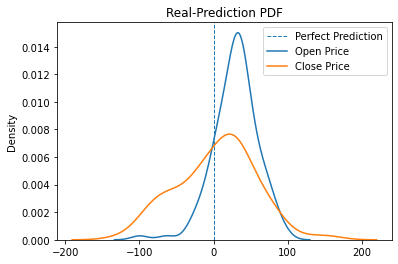 Real-Prediction PDF
Perfect Prediction
Open Price
Close Price
Density
0.014
0.012
0.010
0.008
0.006
0.004
0.002
0.000
−200 −100 0 100 200